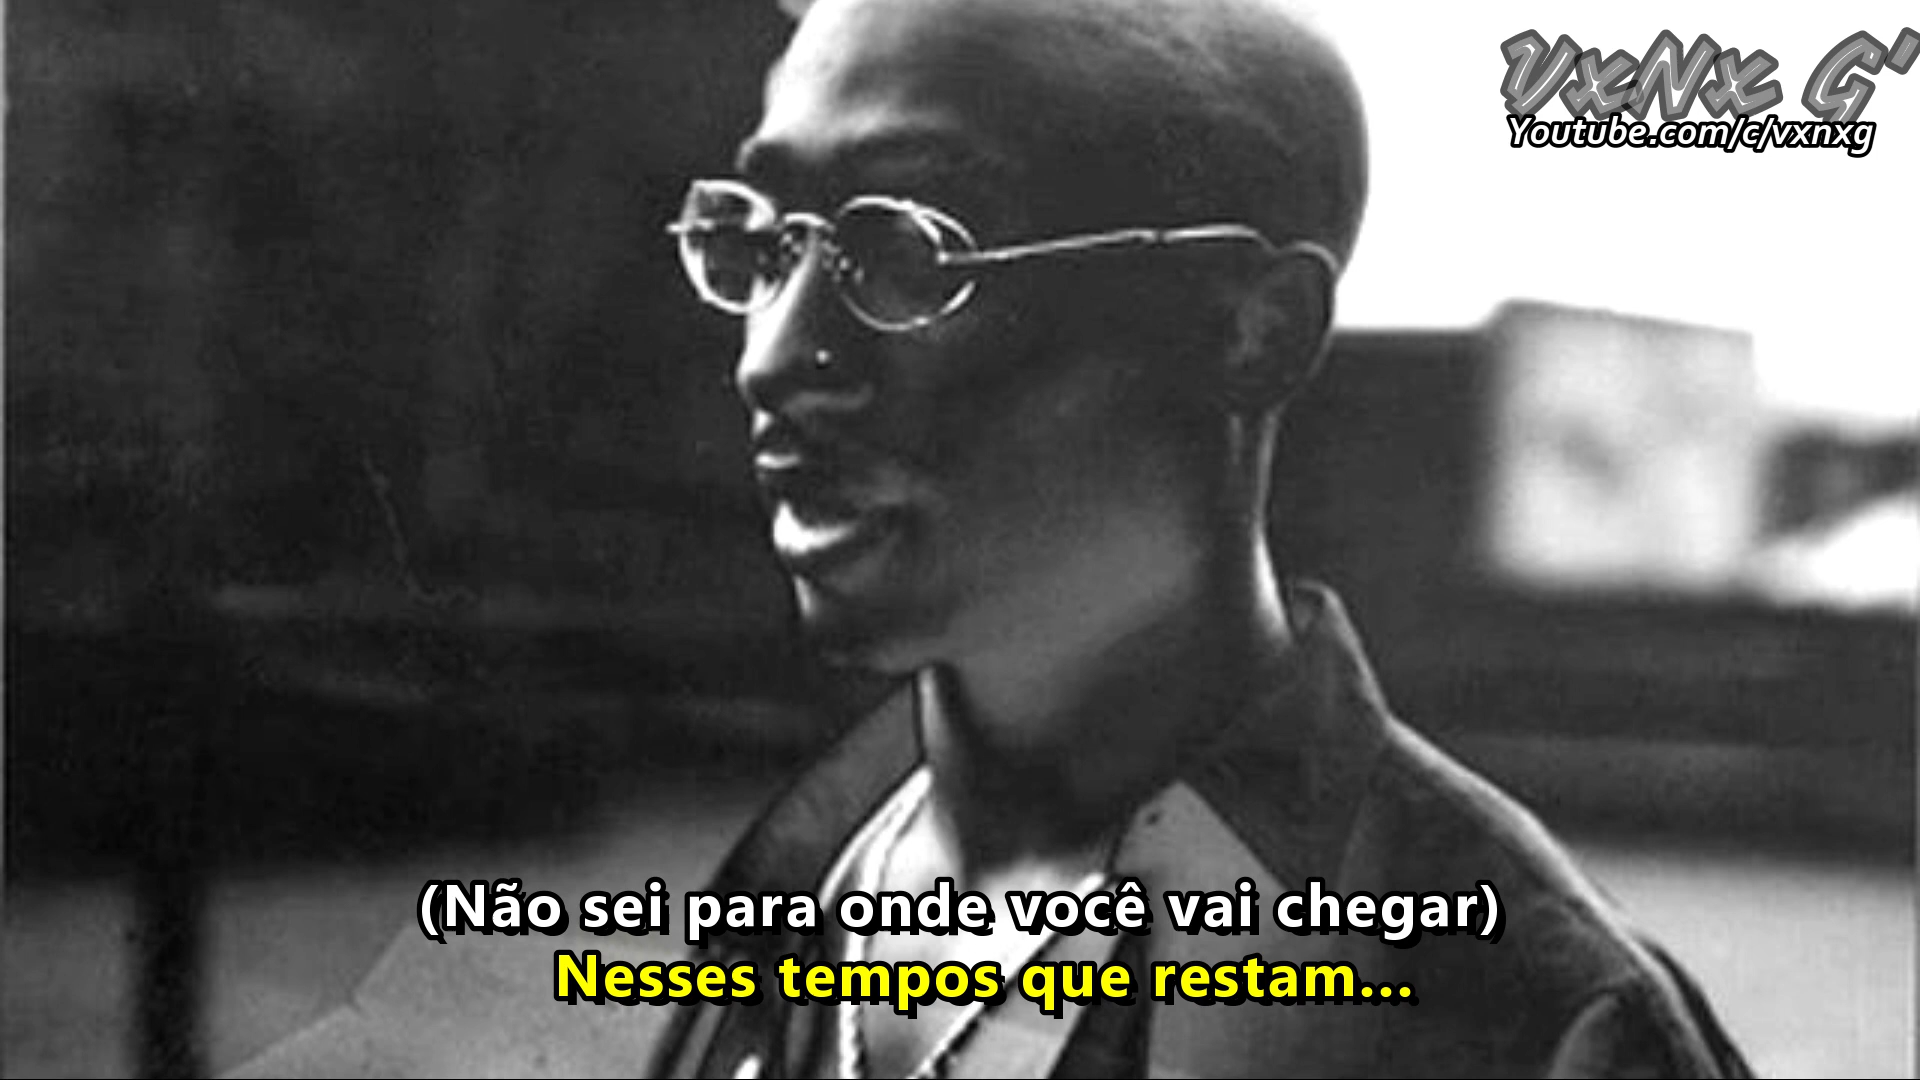 VxNx G'
Youtube.com/c/vxnxg
(Não sei para onde você vai chegar)
Nesses tempos que restam...